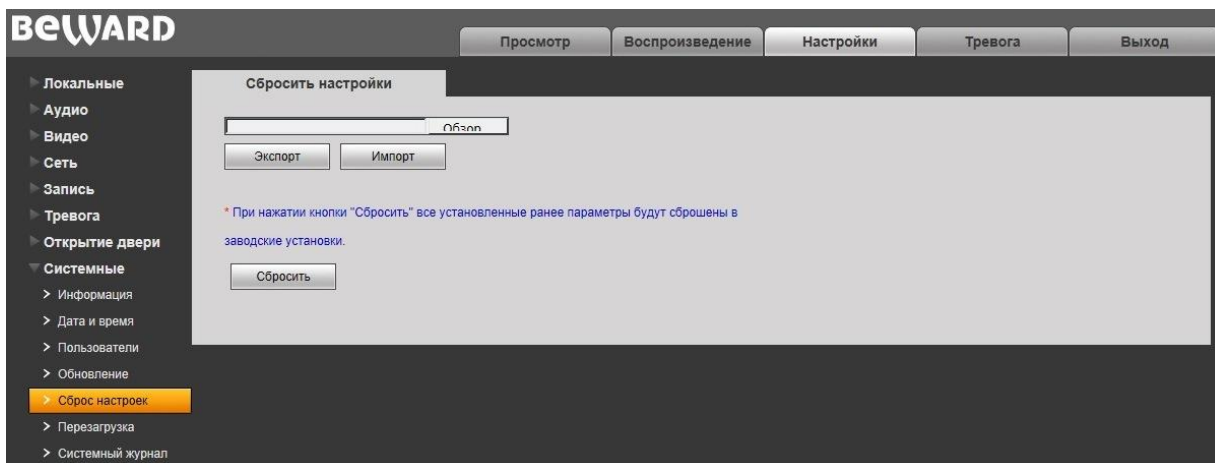 BEWARD
Просмотр
Воспроизведение
Настройки
Тревога
Выход
Локальные
Аудио
Видео
Сеть
Запись
Тревога
Открытие двери
Системные
> Информация
> Дата и время
> Пользователи
> Обновление
> Сброс настроек
> Перезагрузка
> Системный журнал
Сбросить настройки
Обзор
Экспорт
Импорт
* При нажатии кнопки "Сбросить" все установленные ранее параметры будут сброшены в
заводские установки.
Сбросить